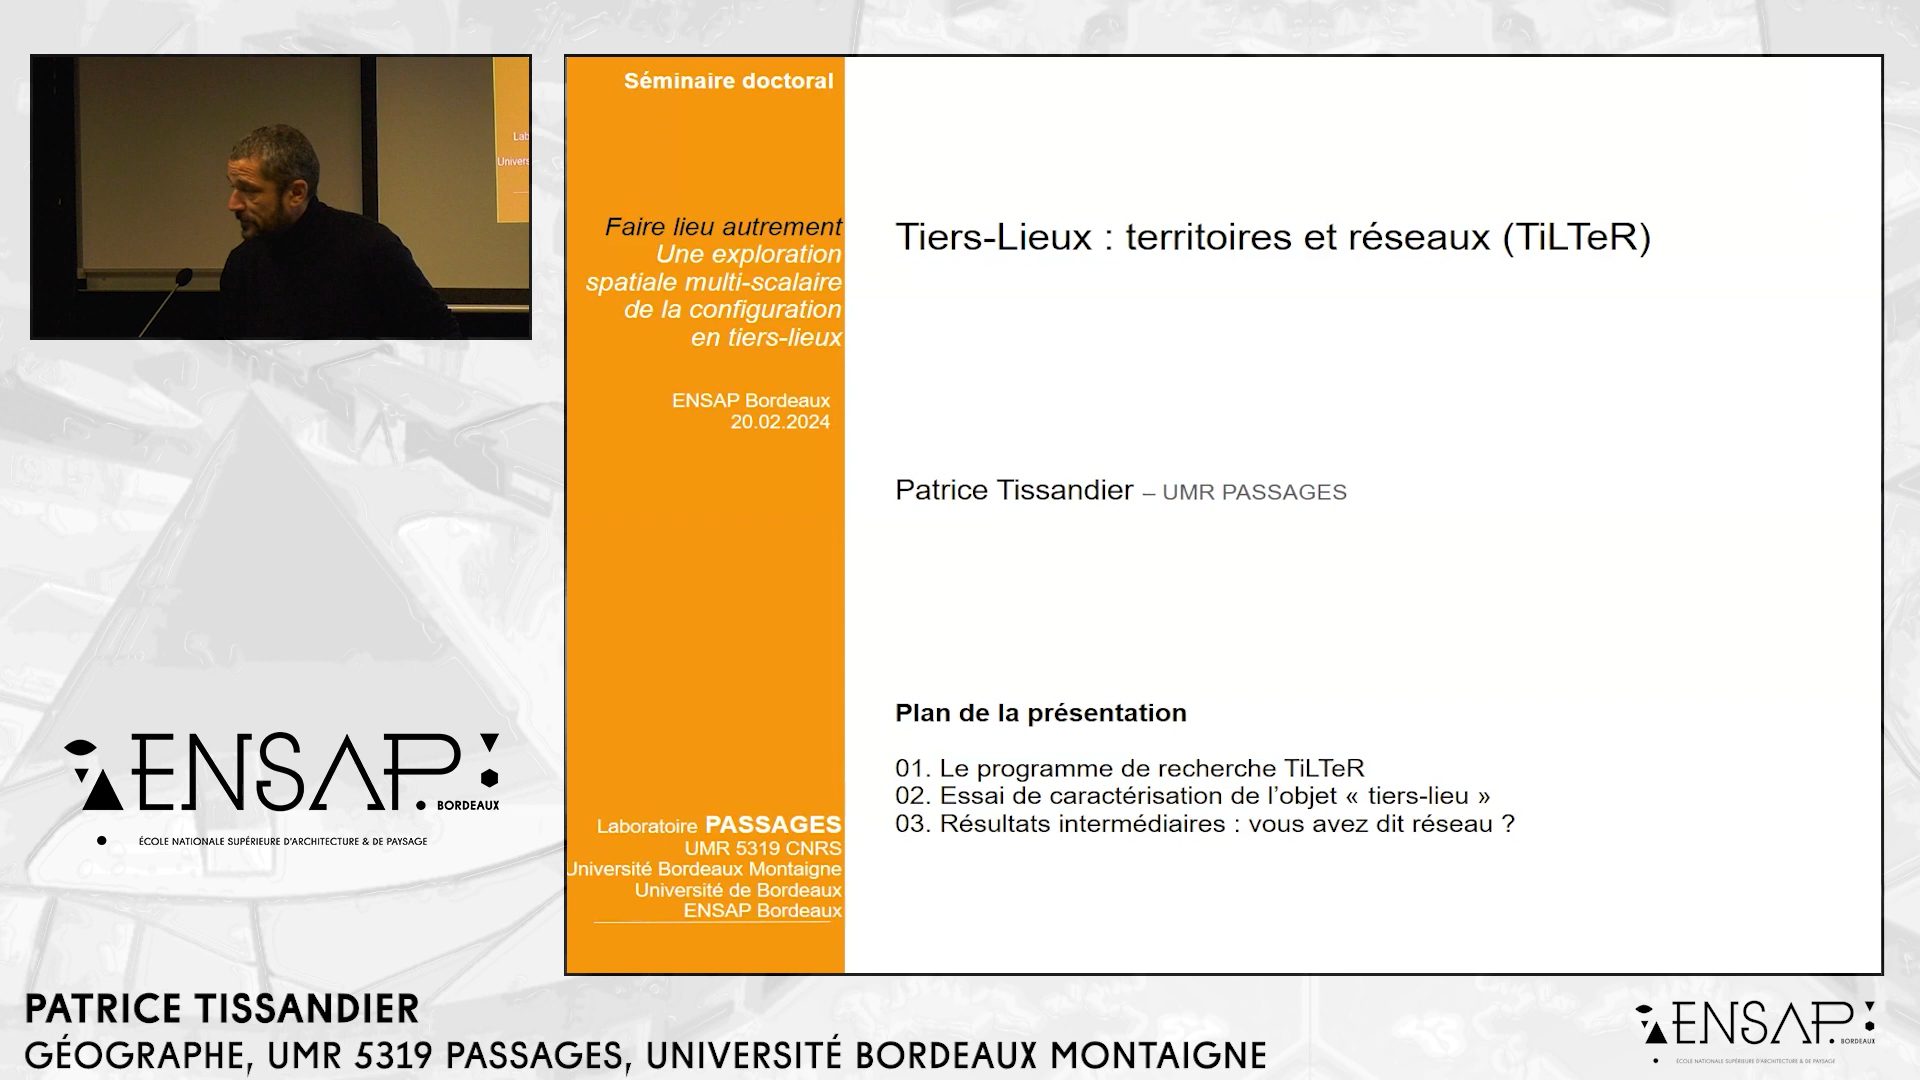 Séminaire doctoral
Faire lieu autrement
Une exploration
spatiale multi-scalaire
de la configuration
en tiers-lieux
ENSAP Bordeaux
20.02.2024
Laboratoire PASSAGES
UMR 5319 CNRS
Université Bordeaux Montaigne
Université de Bordeaux
ENSAP Bordeaux
Tiers-Lieux : territoires et réseaux (TiLTeR)
Patrice Tissandier – UMR PASSAGES
Plan de la présentation
01. Le programme de recherche TiLTeR
02. Essai de caractérisation de l’objet « tiers-lieu »
03. Résultats intermédiaires : vous avez dit réseau ?
Lab
Univers
ENSAP
BORDEAUX
ÉCOLE NATIONALE SUPÉRIEURE D'ARCHITECTURE & DE PAYSAGE
PATRICE TISSANDIER
GÉOGRAPHE, UMR 5319 PASSAGES, UNIVERSITÉ BORDEAUX MONTAIGNE
ENSAP
BORDEAUX
ÉCOLE NATIONALE SUPÉRIEURE D'ARCHITECTURE & DE PAYSAGE